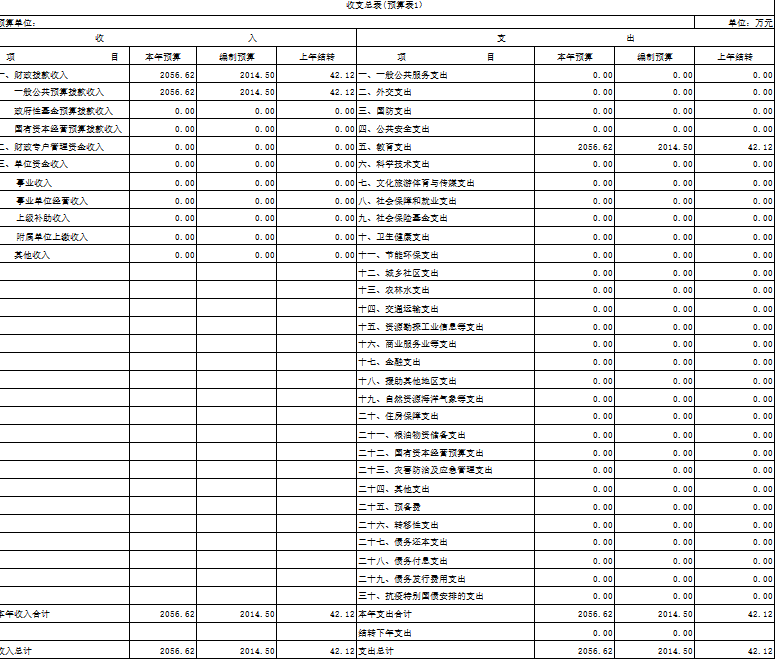 收支总表(预算表1)
预算单位: 单位: 万元
收 入 支 出
项 目 本年预算 编制预算 上年结转 项 目 本年预算 编制预算 上年结转
一、财政拨款收入 2056.62 2014.50 42.12 一、一般公共服务支出 0.00 0.00 0.00
一般公共预算拨款收入 2056.62 2014.50 42.12 二、外交支出 0.00 0.00 0.00
政府性基金预算拨款收入 0.00 0.00 0.00 三、国防支出 0.00 0.00 0.00
国有资本经营预算拨款收入 0.00 0.00 0.00 四、公共安全支出 0.00 0.00 0.00
二、财政专户管理资金收入 0.00 0.00 0.00 五、教育支出 2056.62 2014.50 42.12
三、单位资金收入 0.00 0.00 0.00 六、科学技术支出 0.00 0.00 0.00
事业收入 0.00 0.00 0.00 七、文化旅游体育与传媒支出 0.00 0.00 0.00
事业单位经营收入 0.00 0.00 0.00 八、社会保障和就业支出 0.00 0.00 0.00
上级补助收入 0.00 0.00 0.00 九、社会保险基金支出 0.00 0.00 0.00
附属单位上缴收入 0.00 0.00 0.00 十、卫生健康支出 0.00 0.00 0.00
其他收入 0.00 0.00 0.00 十一、节能环保支出 0.00 0.00 0.00
十二、城乡社区支出 0.00 0.00 0.00
十三、农林水支出 0.00 0.00 0.00
十四、交通运输支出 0.00 0.00 0.00
十五、资源勘探工业信息等支出 0.00 0.00 0.00
十六、商业服务业等支出 0.00 0.00 0.00
十七、金融支出 0.00 0.00 0.00
十八、援助其他地区支出 0.00 0.00 0.00
十九、自然资源海洋气象等支出 0.00 0.00 0.00
二十、住房保障支出 0.00 0.00 0.00
二十一、粮油物资储备支出 0.00 0.00 0.00
二十二、国有资本经营预算支出 0.00 0.00 0.00
二十三、灾害防治及应急管理支出 0.00 0.00 0.00
二十四、其他支出 0.00 0.00 0.00
二十五、预备费 0.00 0.00 0.00
二十六、转移性支出 0.00 0.00 0.00
二十七、债务还本支出 0.00 0.00 0.00
二十八、债务付息支出 0.00 0.00 0.00
二十九、债务发行费用支出 0.00 0.00 0.00
三十、抗疫特别国债安排的支出 0.00 0.00 0.00
本年收入合计 2056.62 2014.50 42.12 本年支出合计 2056.62 2014.50 42.12
结转下年支出 0.00 0.00
收入总计 2056.62 2014.50 42.12 支出总计 2056.62 2014.50 42.12